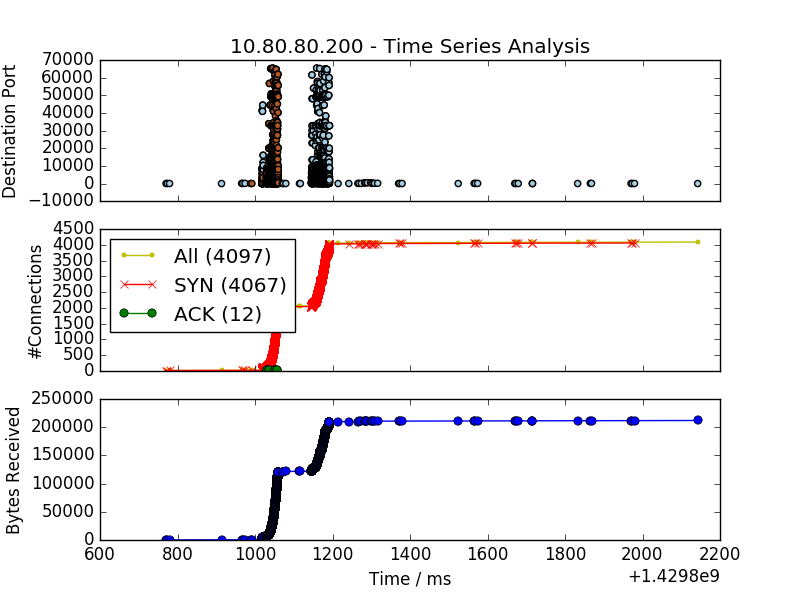 10.80.80.200 - Time Series Analysis
Destination Port
70000
60000
50000
40000
30000
20000
10000
0
−10000
#Connections
4500
4000
3500
3000
2500
2000
1500
1000
500
0
All (4097)
SYN (4067)
ACK (12)
Bytes Received
250000
200000
150000
100000
50000
0
600 800 1000 1200 1400 1600 1800 2000 2200
Time / ms
+1.4298e9